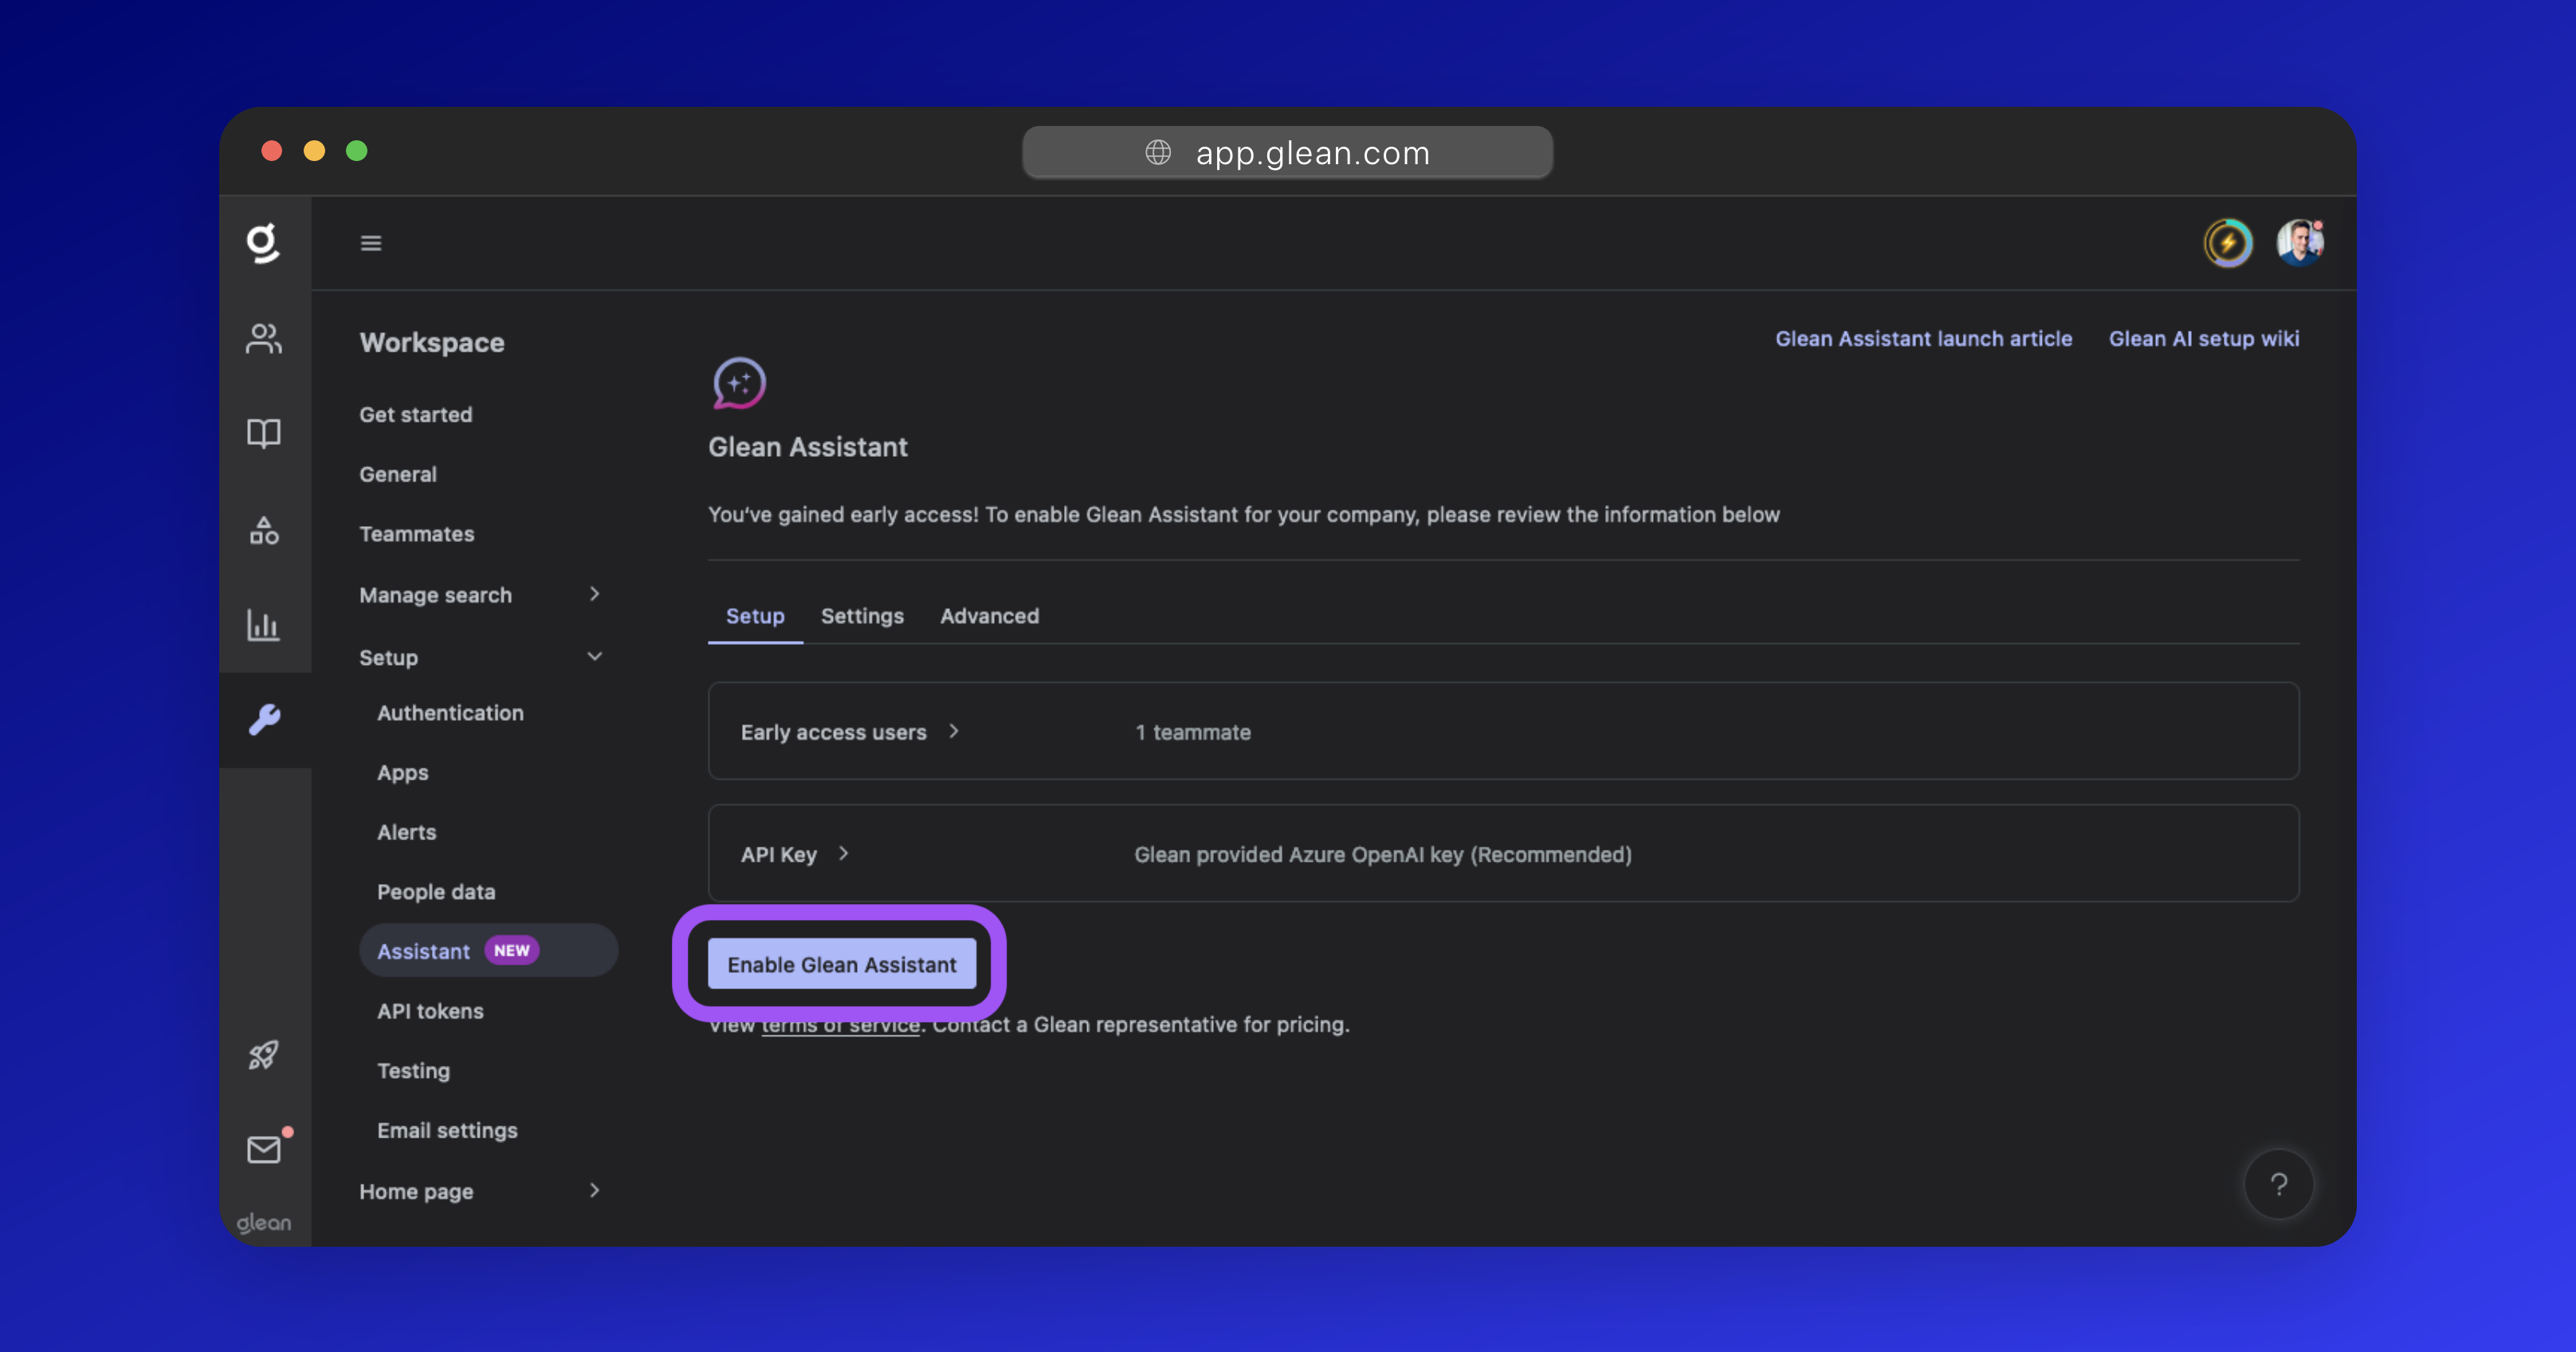 app.glean.com
Workspace
Get started
General
Teammates
Manage search
Setup
Authentication
Apps
Alerts
People data
Assistant NEW
API tokens
Testing
Email settings
Home page
glean
Glean Assistant launch article
Glean AI setup wiki
Glean Assistant
You've gained early access! To enable Glean Assistant for your company, please review the information below
Setup
Settings
Advanced
Early access users
1 teammate
API Key
Glean provided Azure OpenAI key (Recommended)
Enable Glean Assistant
View terms of service. Contact a Glean representative for pricing.
?